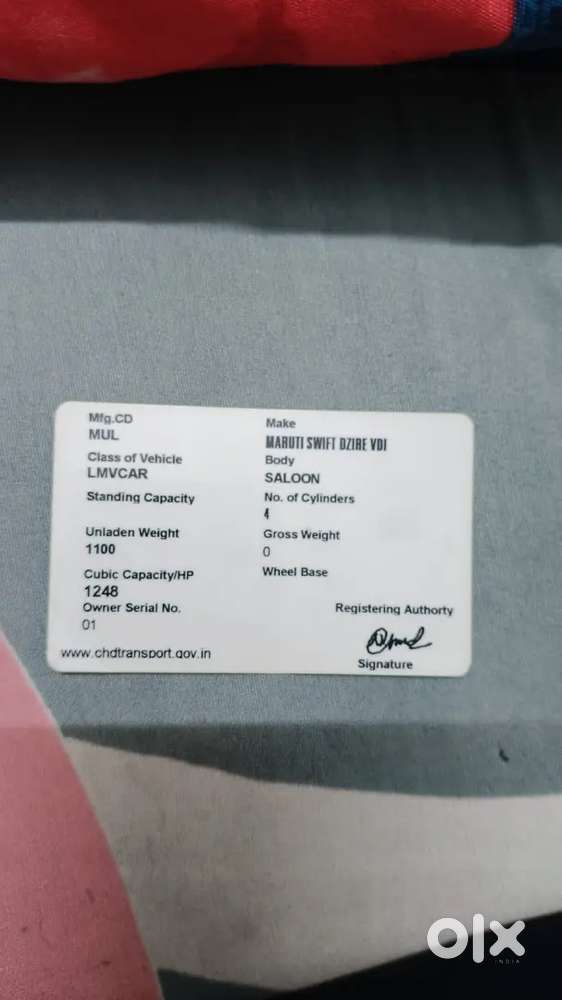 Mfg.CD
MUL
Class of Vehicle
LMVCAR
Standing Capacity
Unladen Weight
1100
Cubic Capacity/HP
1248
Owner Serial No.
01
www.chdtransport.gov.in
Make
MARUTI SWIFT DZIRE VDI
Body
SALOON
No. of Cylinders
4
Gross Weight
0
Wheel Base
Registering Authorty
Signature
olx
INDIA